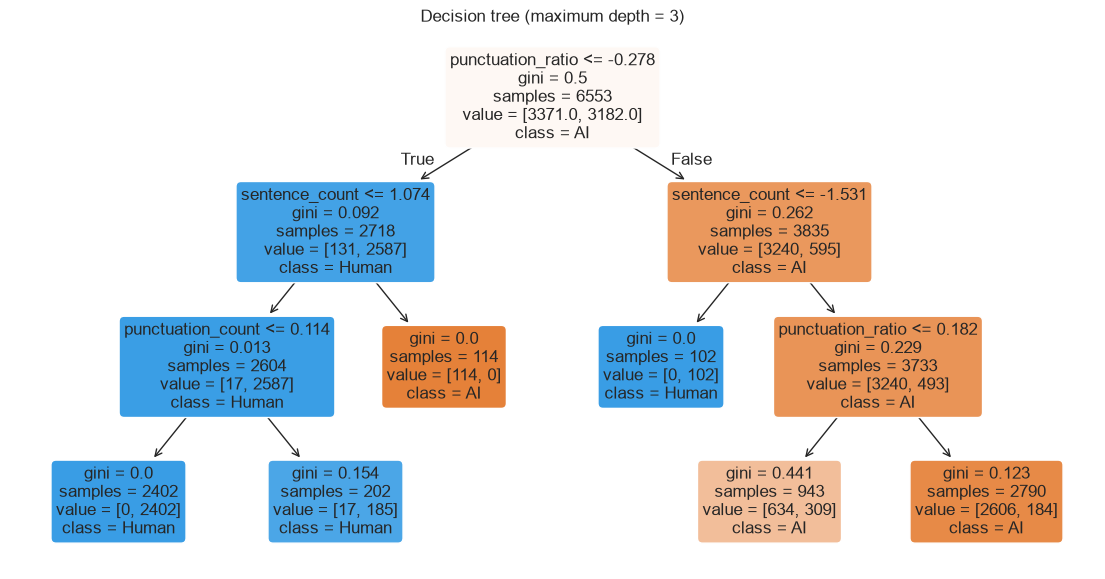 Decision tree (maximum depth = 3)
punctuation_ratio <= -0.278
gini = 0.5
samples = 6553
value = [3371.0, 3182.0]
class = AI
True
False
sentence_count <= 1.074
gini = 0.092
samples = 2718
value = [131, 2587]
class = Human
sentence_count <= -1.531
gini = 0.262
samples = 3835
value = [3240, 595]
class = AI
punctuation_count <= 0.114
gini = 0.013
samples = 2604
value = [17, 2587]
class = Human
gini = 0.0
samples = 114
value = [114, 0]
class = AI
gini = 0.0
samples = 102
value = [0, 102]
class = Human
punctuation_ratio <= 0.182
gini = 0.229
samples = 3733
value = [3240, 493]
class = AI
gini = 0.0
samples = 2402
value = [0, 2402]
class = Human
gini = 0.154
samples = 202
value = [17, 185]
class = Human
gini = 0.441
samples = 943
value = [634, 309]
class = AI
gini = 0.123
samples = 2790
value = [2606, 184]
class = AI